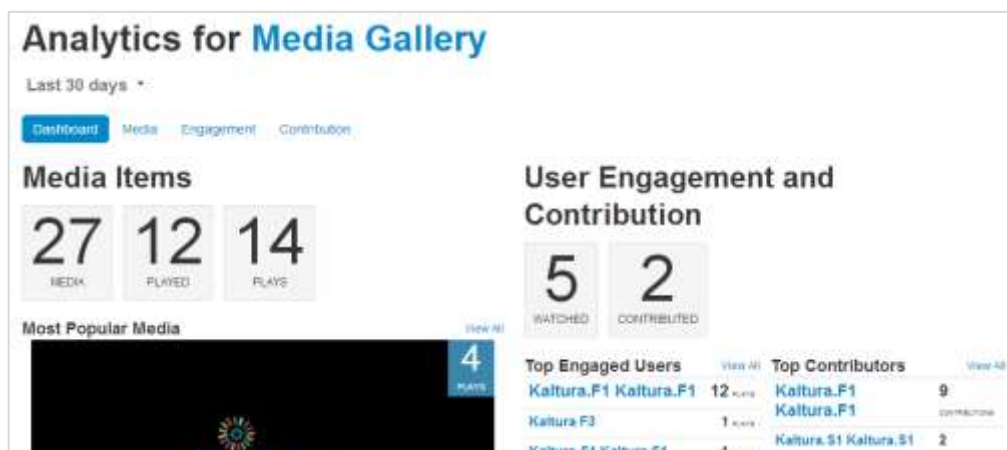 Analytics for Media Gallery
Last 30 days
Dashboard Media Engagement Contribution
Media Items
27 12 14
MEDIA PLAYED PLAYS
Most Popular Media View All
4
PLAYS
User Engagement and
Contribution
5 2
WATCHED CONTRIBUTED
Top Engaged Users View All
Kaltura.F1 Kaltura.F1 12 PLAYS
Kaltura F3 1 PLAYS
Top Contributors View All
Kaltura.F1 9
Kaltura.F1 CONTRIBUTIONS
Kaltura.S1 Kaltura.S1 2